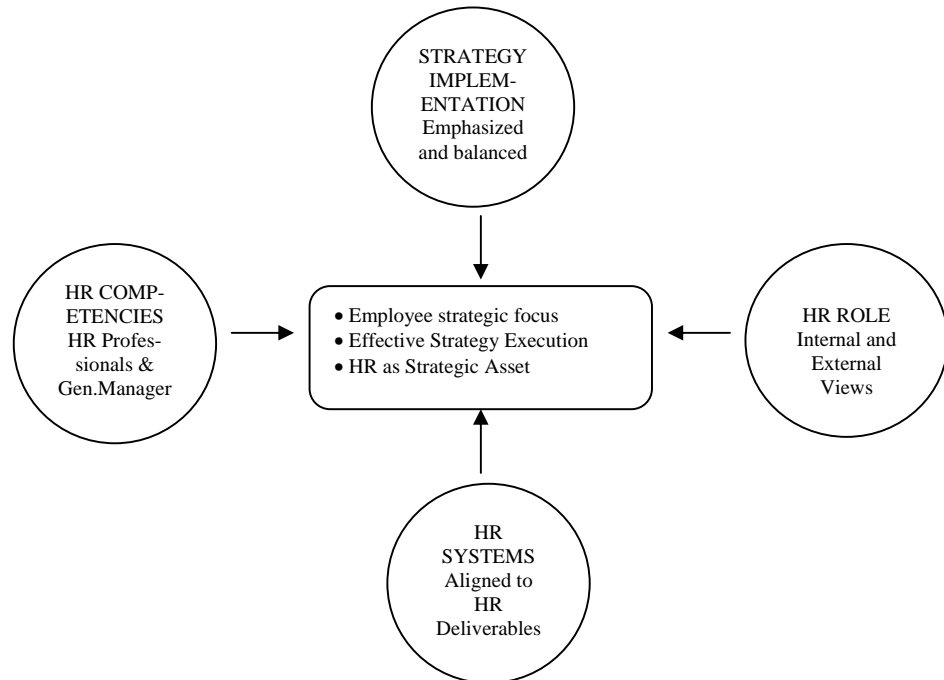 STRATEGY
IMPLEM-
ENTATION
Emphasized
and balanced
HR COMP-
ETENCIES
HR Profes-
sionals &
Gen.Manager
• Employee strategic focus
• Effective Strategy Execution
• HR as Strategic Asset
HR ROLE
Internal and
External
Views
HR
SYSTEMS
Aligned to
HR
Deliverables